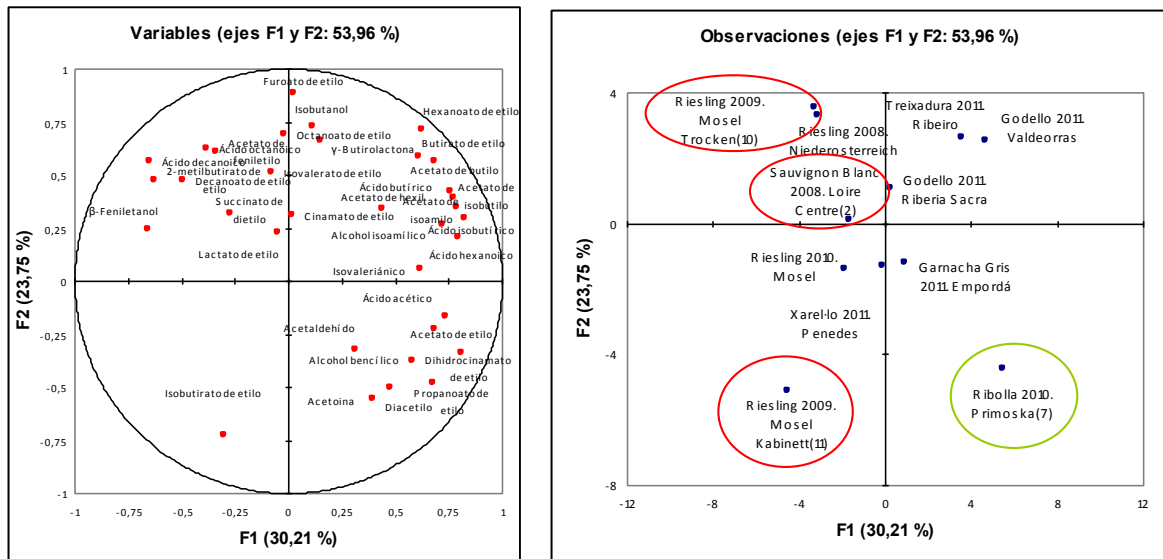 Variables (ejes F1 y F2: 53,96 %)
F2 (23,75 %)
1
0,75
0,5
0,25
0
-0,25
-0,5
-0,75
-1
Furoato de etilo
Isobutanol
Hexanoato de etilo
Octanoato de etilo
Acetato de
feniletilo
γ-Butirolactona
Butirato de etilo
Ácido octanoico
Ácido decanoico
2-metilbutirato de
etilo
Isovalerato de etilo
Acetato de butilo
Decanoato de etilo
Ácido butírico
Acetato de
isobutilo
Acetato de hexilo
Acetato de
isoamilo
Succinato de
dietilo
β-Feniletanol
Cinamato de etilo
Ácido isobutírico
Alcohol isoamílico
Lactato de etilo
Ácido hexanoico
Isovaleriánico
Ácido acético
Acetaldehído
Acetato de etilo
Alcohol bencílico
Dihidrocinamato
de etilo
Isobutirato de etilo
Acetoina
Diacetilo
Propanoato de
etilo
-1
-0,75
-0,5
-0,25
0
0,25
0,5
0,75
1
F1 (30,21 %)
Observaciones (ejes F1 y F2: 53,96 %)
F2 (23,75 %)
4
0
-4
-8
Riesling 2009.
Mosel
Trocken(10)
Riesling 2008.
Niederosterreich
Treixadura 2011.
Ribeiro
Godello 2011.
Valdeorras
Sauvignon Blanc
2008. Loire
Centre(2)
Godello 2011.
Riberia Sacra
Riesling 2010.
Mosel
Garnacha Gris
2011. Empordá
Xarel·lo 2011
Penedes
Riesling 2009.
Mosel
Kabinett(11)
Ribolla 2010.
Primoska(7)
-12
-8
-4
0
4
8
12
F1 (30,21 %)